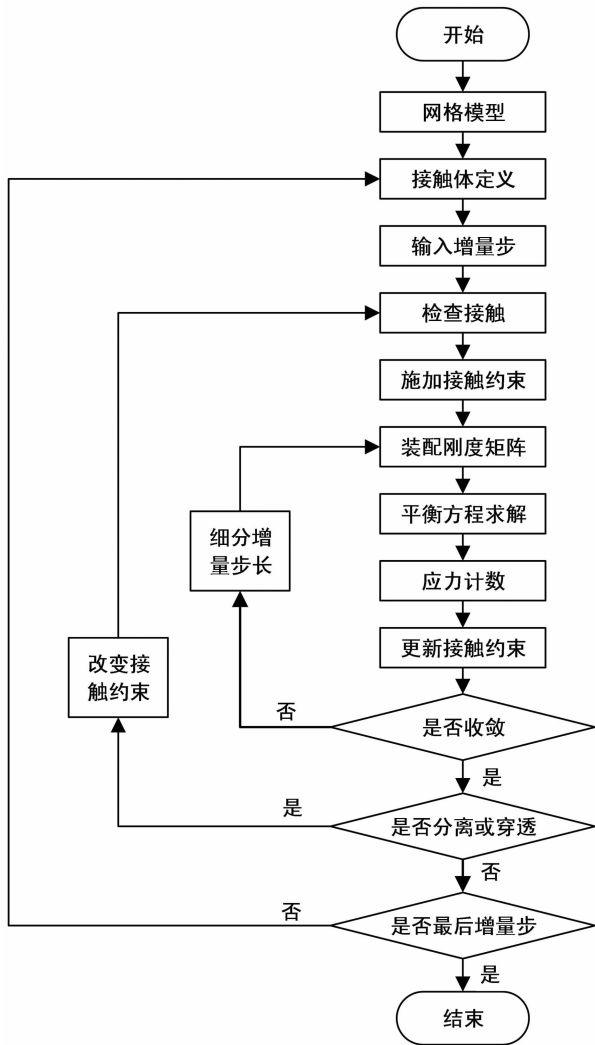 开始
网格模型
接触体定义
输入增量步
检查接触
施加接触约束
装配刚度矩阵
细分增
量步长
平衡方程求解
应力计数
更新接触约束
改变接
触约束
否
是否收敛
是
是
是否分离或穿透
否
否
是否最后增量步
是
结束